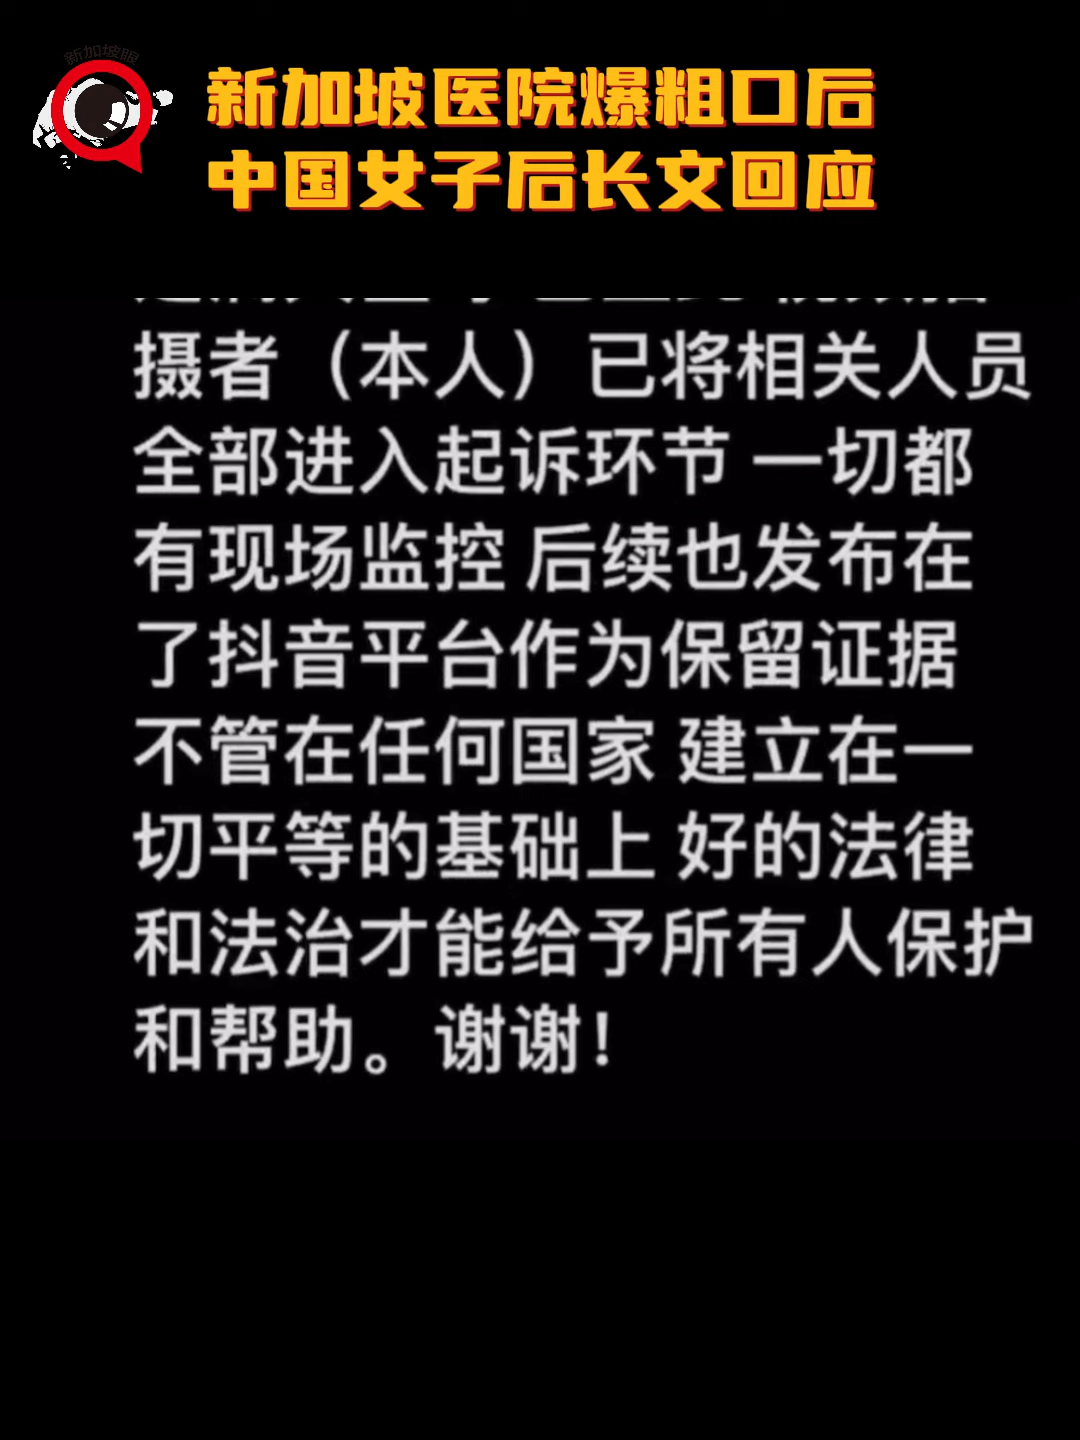 新加坡眼
新加坡医院爆粗口后
中国女子后长文回应
摄者（本人）已将相关人员
全部进入起诉环节 一切都
有现场监控 后续也发布在
了抖音平台作为保留证据
不管在任何国家 建立在一
切平等的基础上 好的法律
和法治才能给予所有人保护
和帮助。谢谢！